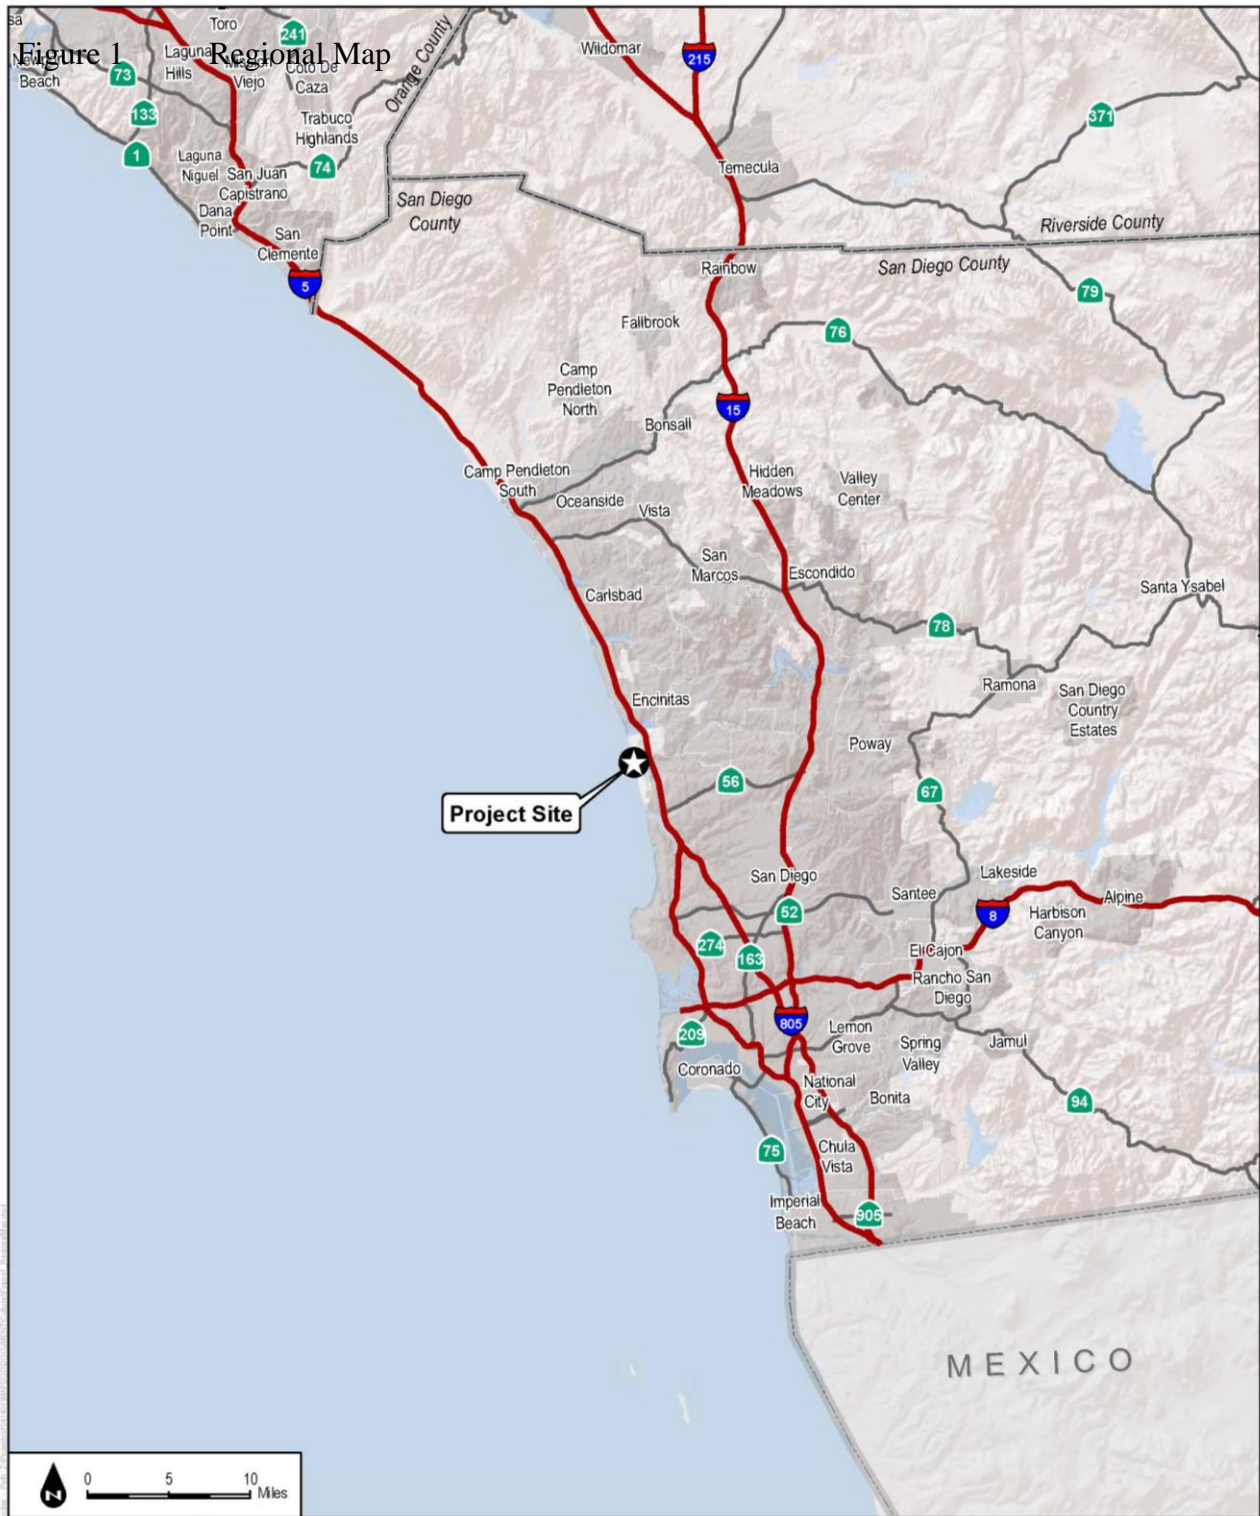 sa
Toro
241
Figure 1 Regional Map
Laguna
Hills
Mission
Viejo
Coto De
Caza
Beach
73
133
Trabuco
Highlands
1
Laguna
Niguel
San Juan
Capistrano
74
Dana
Point
San
Clemente
5
Orange County
San Diego
County
Wildomar
215
371
Temecula
Riverside County
San Diego County
Rainbow
79
Fallbrook
76
Camp
Pendleton
North
15
Bonsall
Camp Pendleton
South
Oceanside
Vista
Hidden
Meadows
Valley
Center
San
Marcos
Escondido
Santa Ysabel
Carlsbad
78
Ramona
San Diego
Country
Estates
Encinitas
Poway
Project Site
56
67
San Diego
Lakeside
Santee
Alpine
52
8
Harbison
Canyon
274
163
El Cajon
Rancho San
Diego
805
209
Lemon
Grove
Spring
Valley
Jamul
Coronado
National
City
Bonita
94
75
Chula
Vista
Imperial
Beach
905
MEXICO
N
0 5 10
Miles